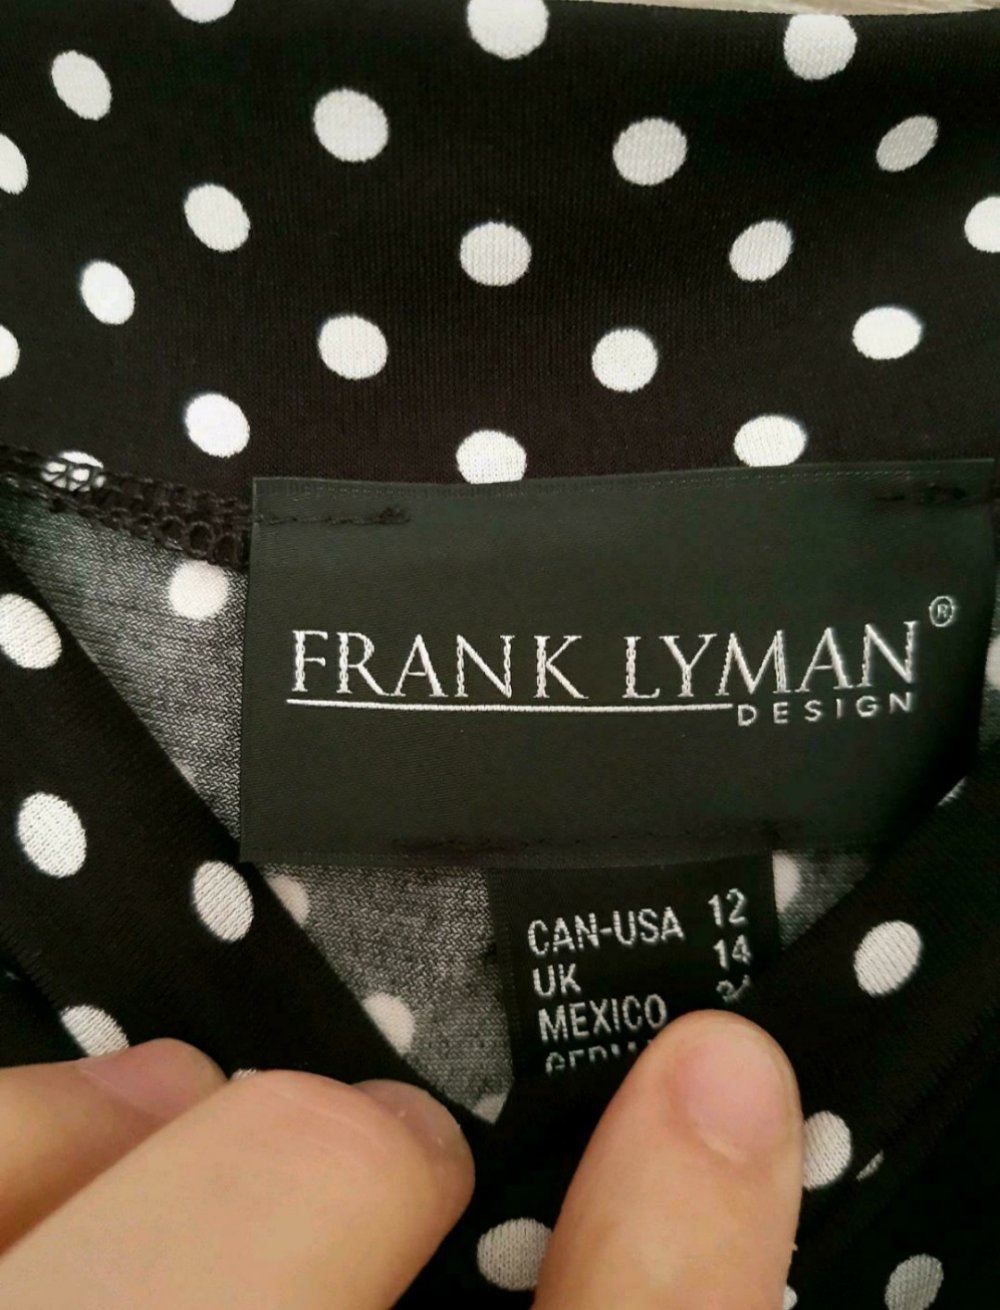 FRANK LYMAN®
DESIGN
CAN-USA 12
UK 14
MEXICO